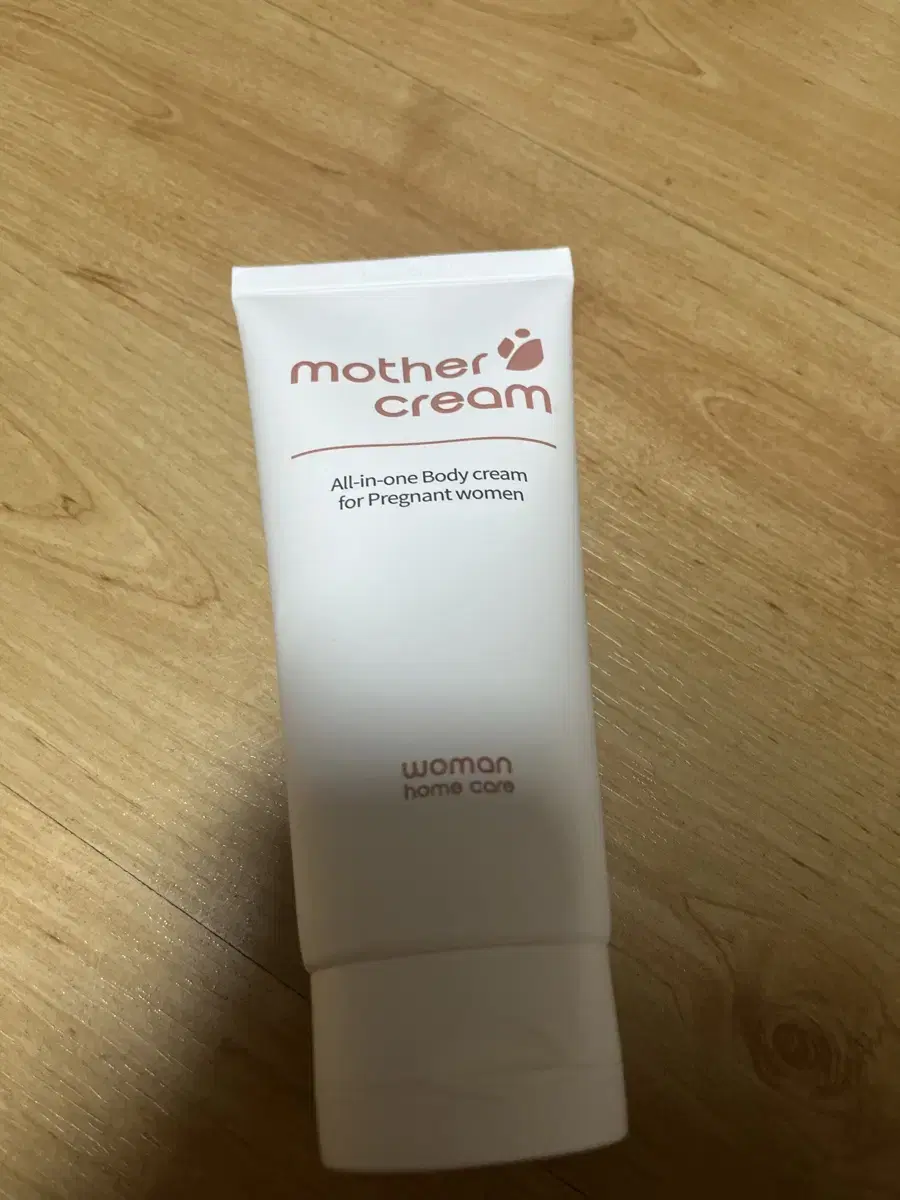 mother
cream
All-in-one Body cream
for Pregnant women
woman
home care